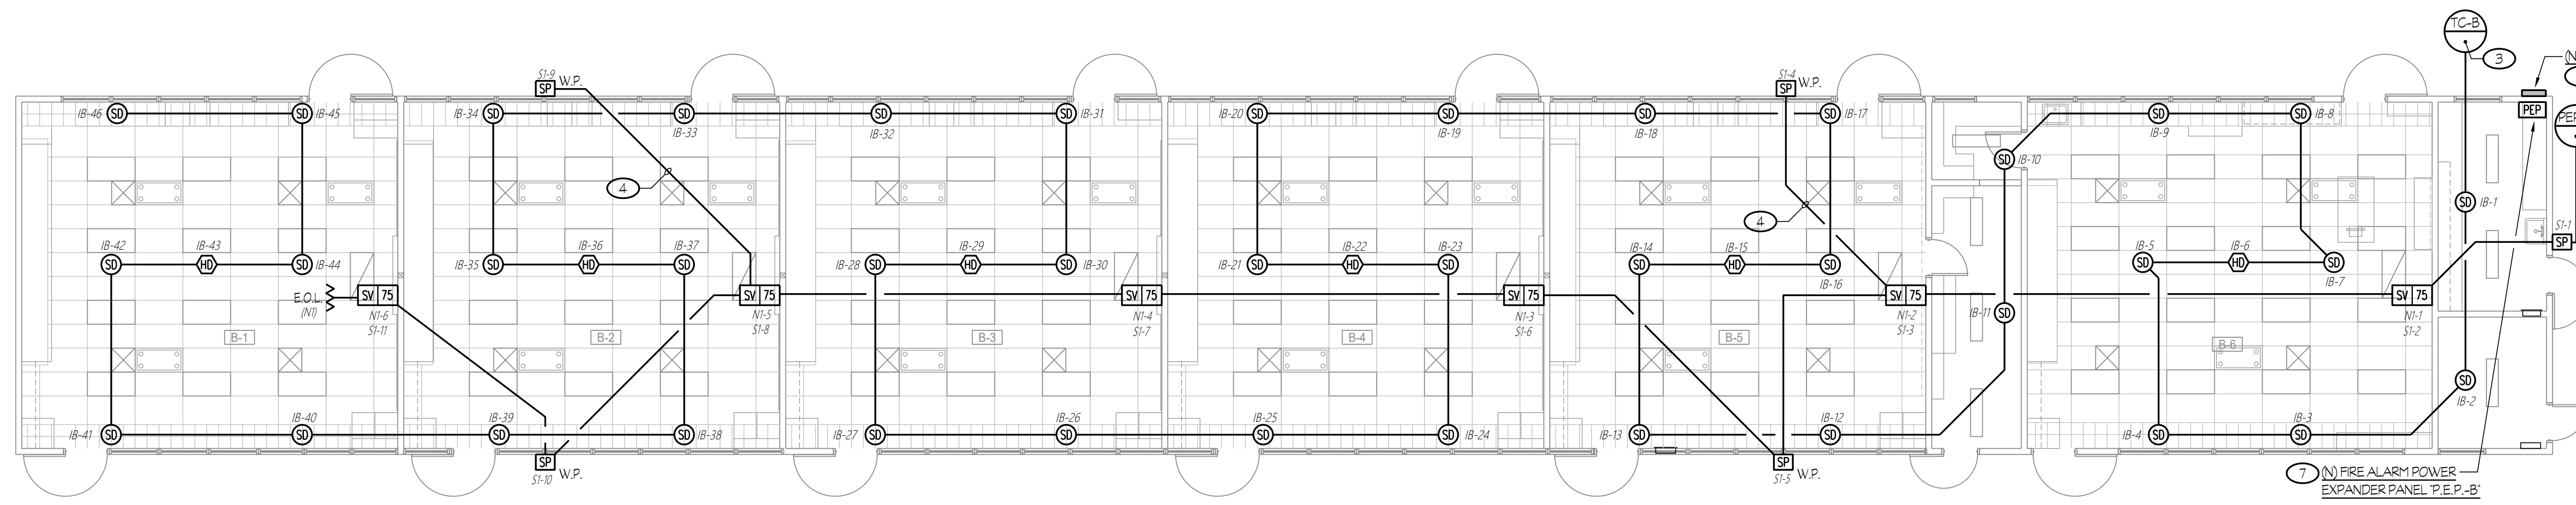 TC-B
3
(N
S1-9
W.P.
S1-4
W.P.
PEP
PEP
IB-46
SD
SD
IB-45
IB-34
SD
SD
IB-33
SD
IB-32
SD
IB-31
IB-20
SD
SD
IB-19
SD
IB-18
SD
IB-17
SD
IB-9
SD
IB-8
SP
SP
SD
IB-10
4
4
SD
IB-1
S1-1
SP
IB-42
SD
IB-43
HD
SD
IB-44
IB-35
SD
IB-36
HD
IB-37
SD
IB-28
SD
IB-29
HD
SD
IB-30
IB-21
SD
IB-22
HD
IB-23
SD
IB-14
SD
IB-15
HD
SD
IB-16
IB-5
SD
IB-6
HD
SD
IB-7
E.O.L.
(N1)
SV 75
N1-6
S1-11
SV 75
N1-5
S1-8
SV 75
N1-4
S1-7
SV 75
N1-3
S1-6
SV 75
N1-2
S1-3
IB-11
SD
SV 75
N1-1
S1-2
B-1
B-2
B-3
B-4
B-5
B-6
SD
IB-2
IB-41
SD
IB-40
SD
IB-39
SD
SD
IB-38
IB-27
SD
IB-26
SD
IB-25
SD
SD
IB-24
IB-13
SD
IB-12
SD
IB-4
SD
IB-3
SD
SP
S1-10
W.P.
SP
S1-5
W.P.
7
(N) FIRE ALARM POWER
EXPANDER PANEL "P.E.P.-B"